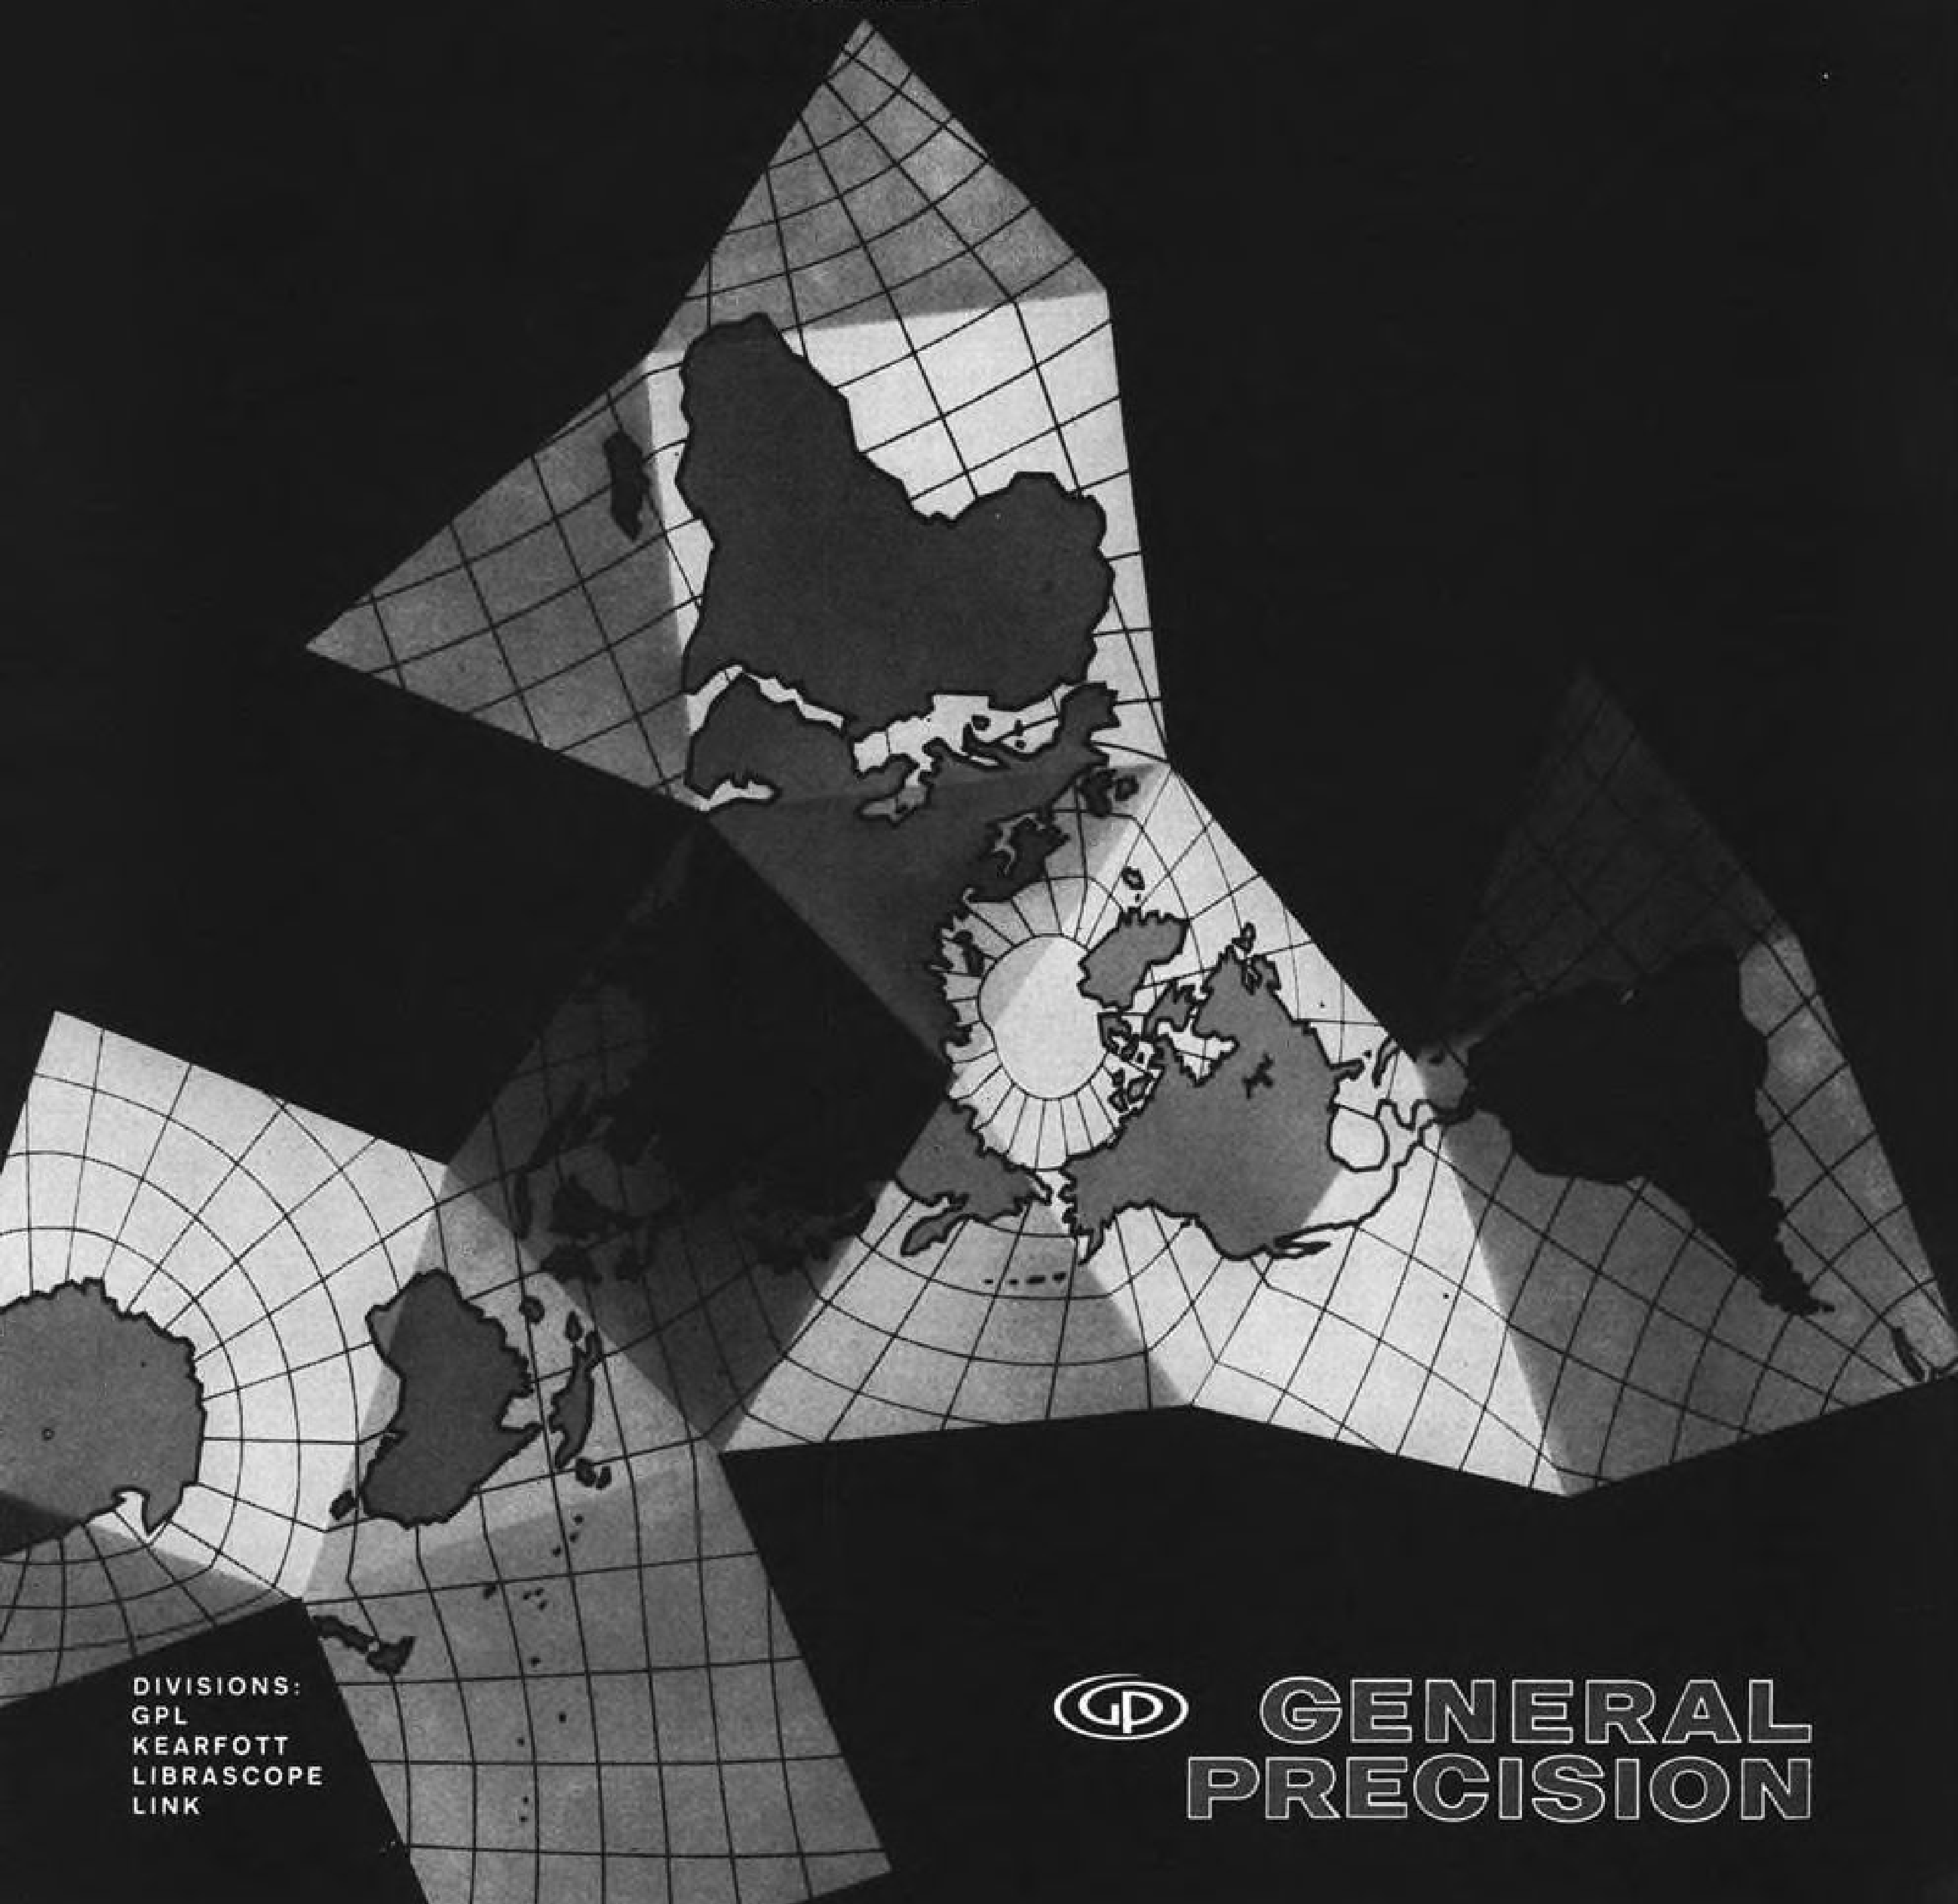 DIVISIONS:
GPL
KEARFOTT
LIBRASCOPE
LINK
GP GENERAL
PRECISION